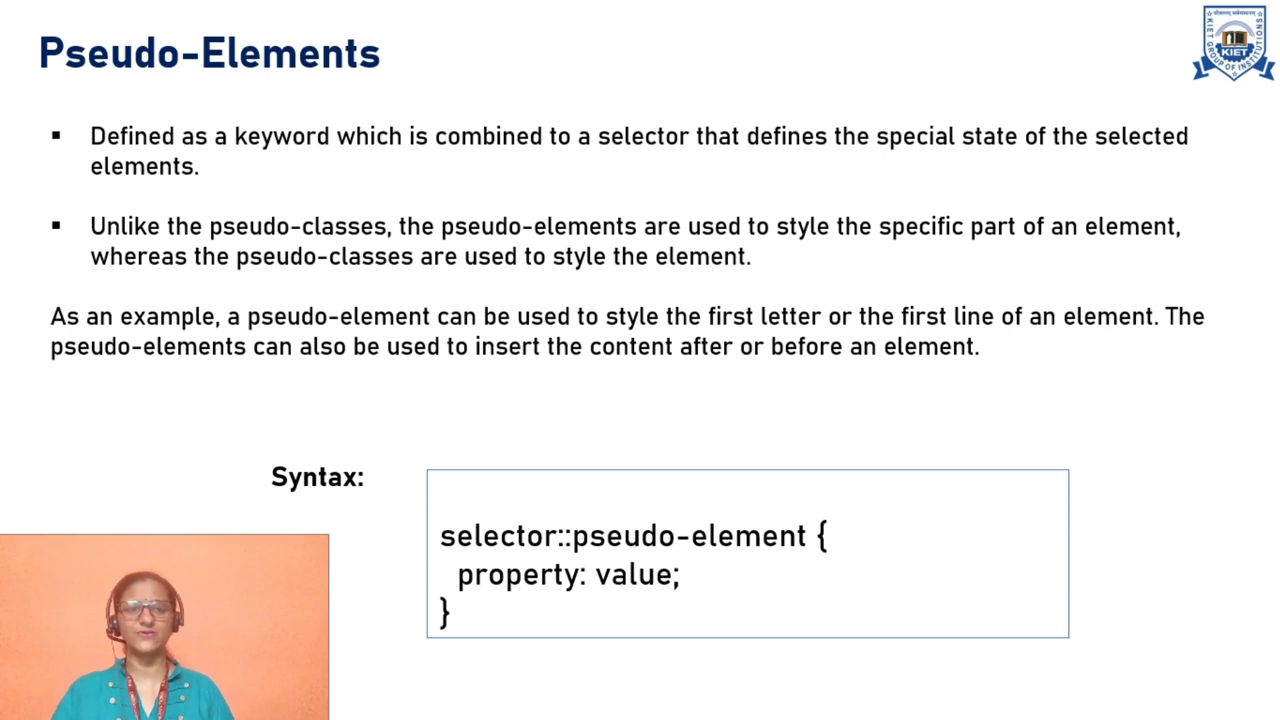 Pseudo-Elements
KIET
KIET GROUP OF INSTITUTIONS
▪ Defined as a keyword which is combined to a selector that defines the special state of the selected
elements.
▪ Unlike the pseudo-classes, the pseudo-elements are used to style the specific part of an element,
whereas the pseudo-classes are used to style the element.
As an example, a pseudo-element can be used to style the first letter or the first line of an element. The
pseudo-elements can also be used to insert the content after or before an element.
Syntax:
selector::pseudo-element {
property: value;
}